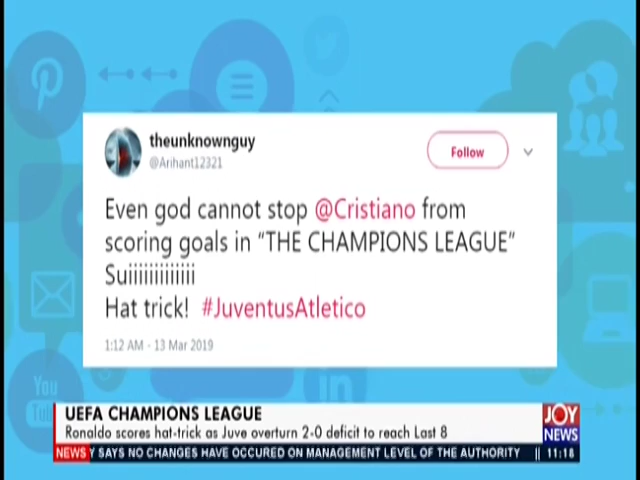 theunknownguy
@Arihant12321
Follow
Even god cannot stop @Cristiano from
scoring goals in “THE CHAMPIONS LEAGUE”
Suiiiiiiiiiiiii
Hat trick! #JuventusAtletico
1:12 AM - 13 Mar 2019
You
in
UEFA CHAMPIONS LEAGUE
Ronaldo scores hat-trick as Juve overturn 2-0 deficit to reach Last 8
JOY
NEWS
NEWS Y SAYS NO CHANGES HAVE OCCURED ON MANAGEMENT LEVEL OF THE AUTHORITY || 11:18